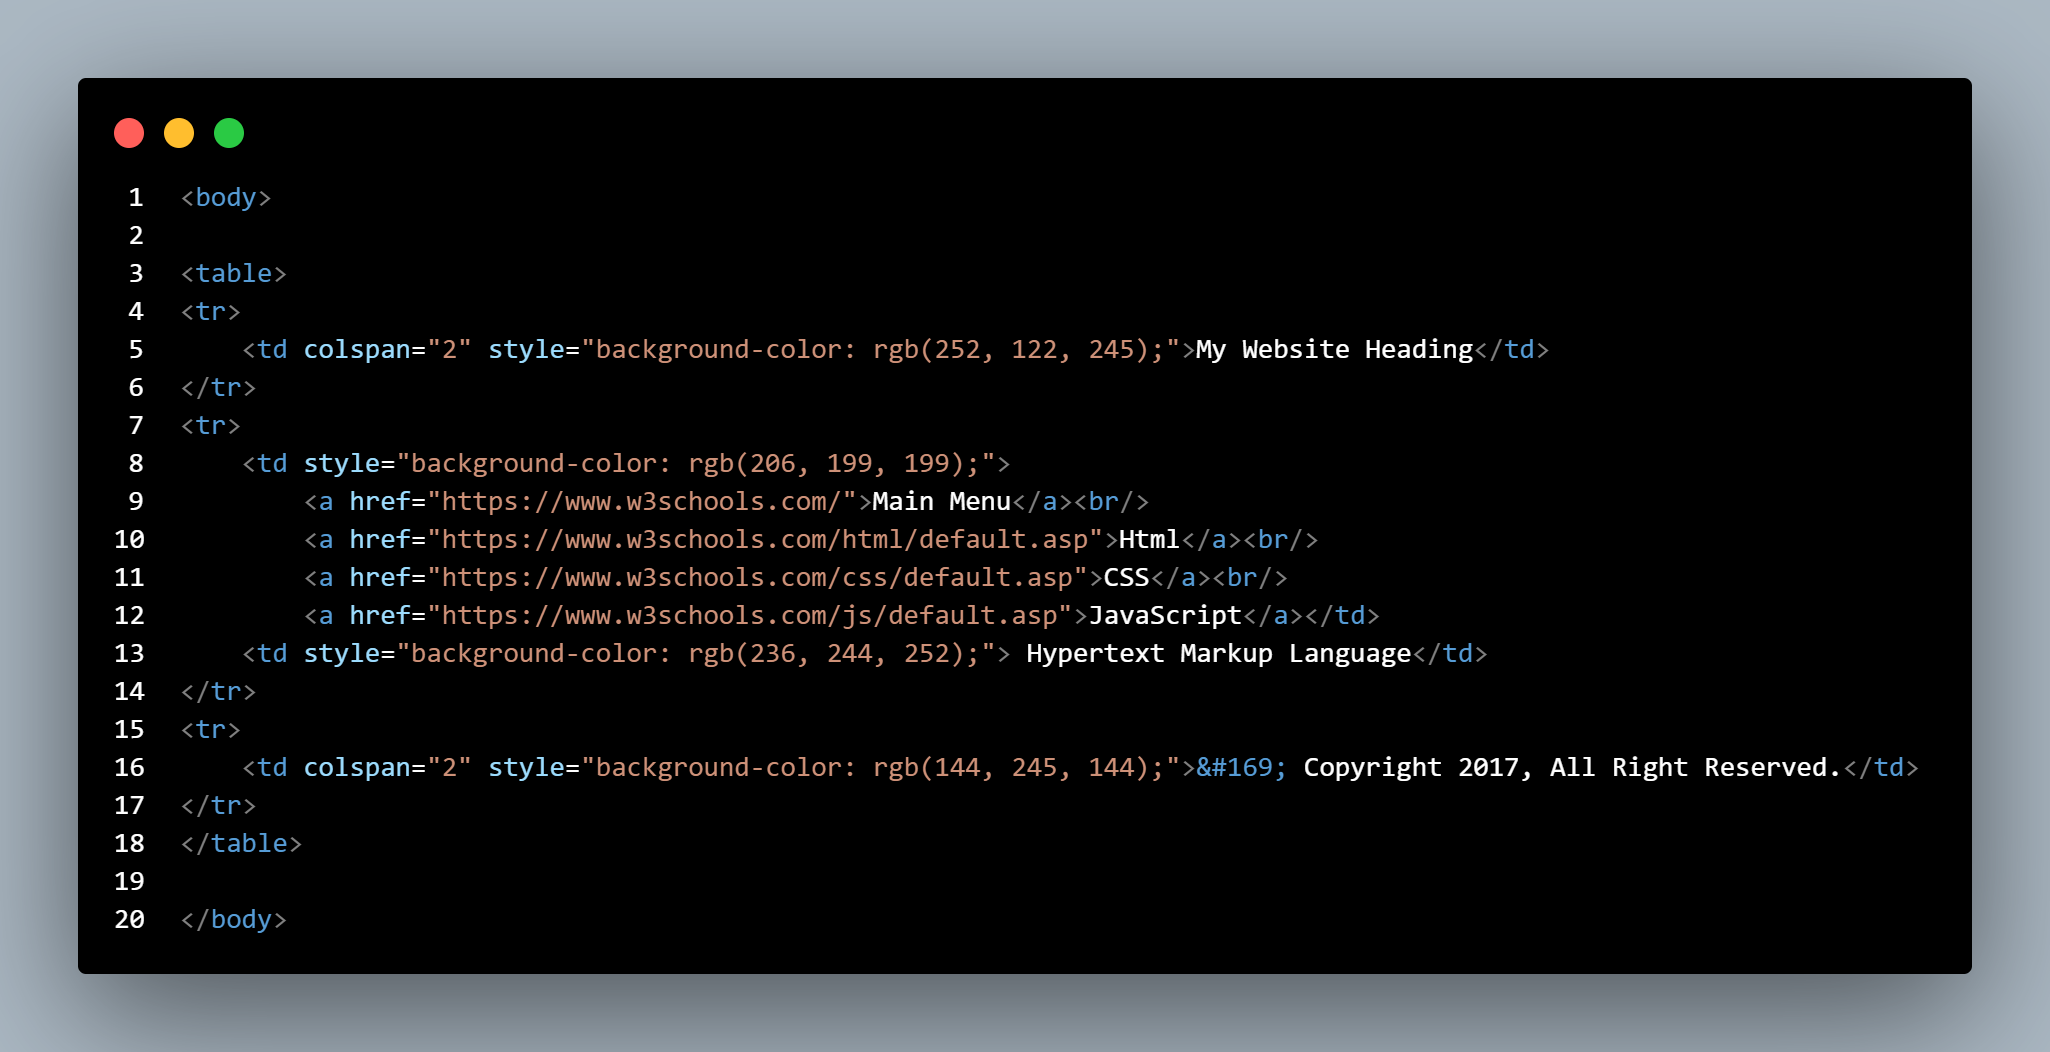 1 <body>
2
3 <table>
4 <tr>
5     <td colspan="2" style="background-color: rgb(252, 122, 245);">My Website Heading</td>
6 </tr>
7 <tr>
8     <td style="background-color: rgb(206, 199, 199);">
9         <a href="https://www.w3schools.com/">Main Menu</a><br/>
10         <a href="https://www.w3schools.com/html/default.asp">Html</a><br/>
11         <a href="https://www.w3schools.com/css/default.asp">CSS</a><br/>
12         <a href="https://www.w3schools.com/js/default.asp">JavaScript</a></td>
13     <td style="background-color: rgb(236, 244, 252);"> Hypertext Markup Language</td>
14 </tr>
15 <tr>
16     <td colspan="2" style="background-color: rgb(144, 245, 144);">&#169; Copyright 2017, All Right Reserved.</td>
17 </tr>
18 </table>
19
20 </body>